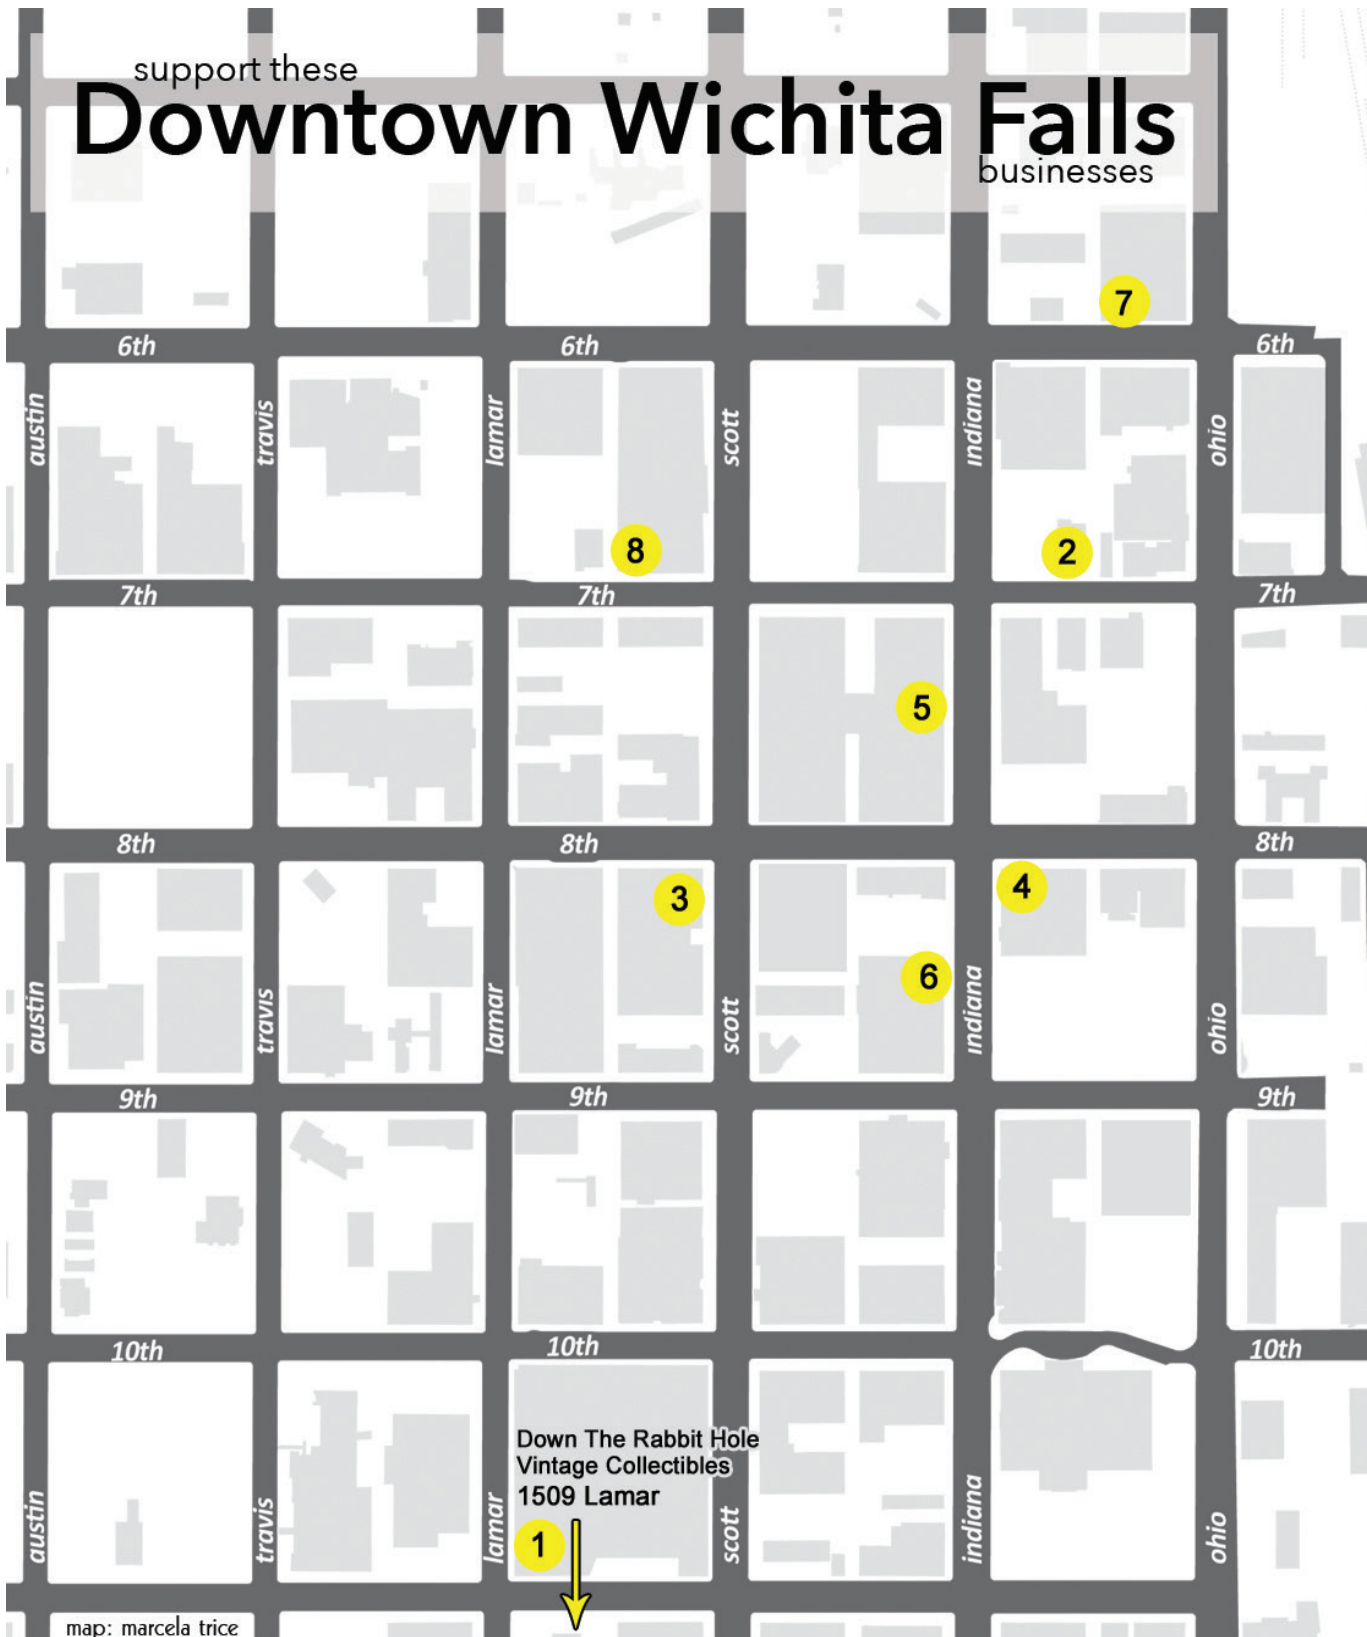 support these
Downtown Wichita Falls
businesses
7
6th
6th
6th
austin
travis
lamar
scott
indiana
ohio
8
2
7th
7th
7th
5
8th
8th
8th
3
4
6
austin
travis
lamar
scott
indiana
ohio
9th
9th
9th
10th
10th
10th
Down The Rabbit Hole
Vintage Collectibles
1509 Lamar
austin
travis
lamar
1
scott
indiana
ohio
map: marcela trice